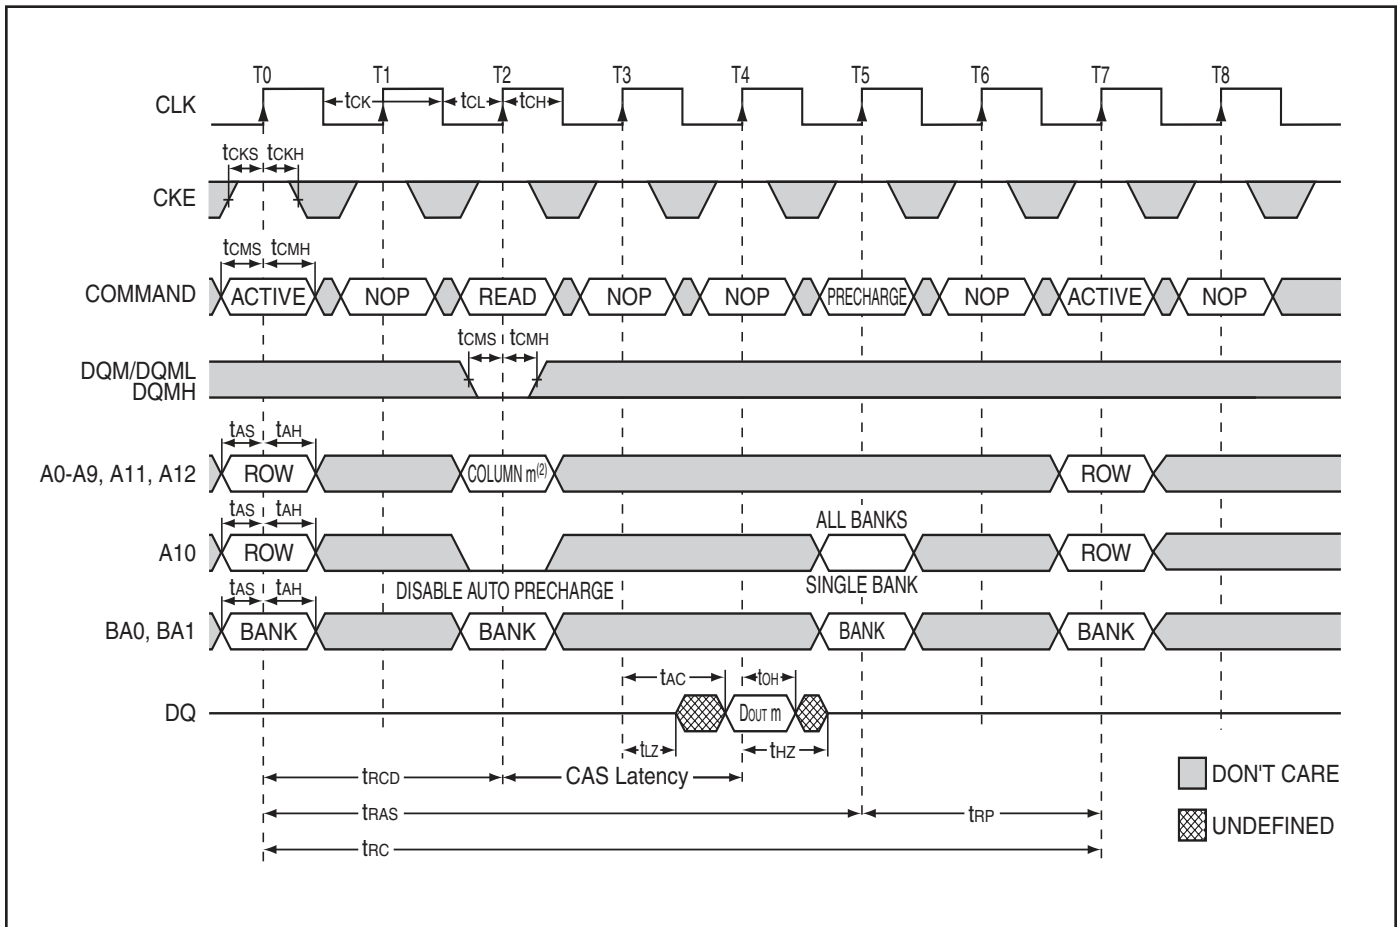 T0 T1 T2 T3 T4 T5 T6 T7 T8
CLK tCK tCL tCH
tCKS tCKH
CKE
tCMS tCMH
COMMAND ACTIVE NOP READ NOP NOP PRECHARGE NOP ACTIVE NOP
tCMS tCMH
DQM/DQML
DQMH
tAS tAH
A0-A9, A11, A12 ROW COLUMN m(2) ROW
tAS tAH ALL BANKS
A10 ROW ROW
DISABLE AUTO PRECHARGE SINGLE BANK
tAS tAH
BA0, BA1 BANK BANK BANK BANK
tAC tOH
DQ DOUT m
tLZ tHZ
tRCD CAS Latency
DON'T CARE
tRAS tRP
UNDEFINED
tRC